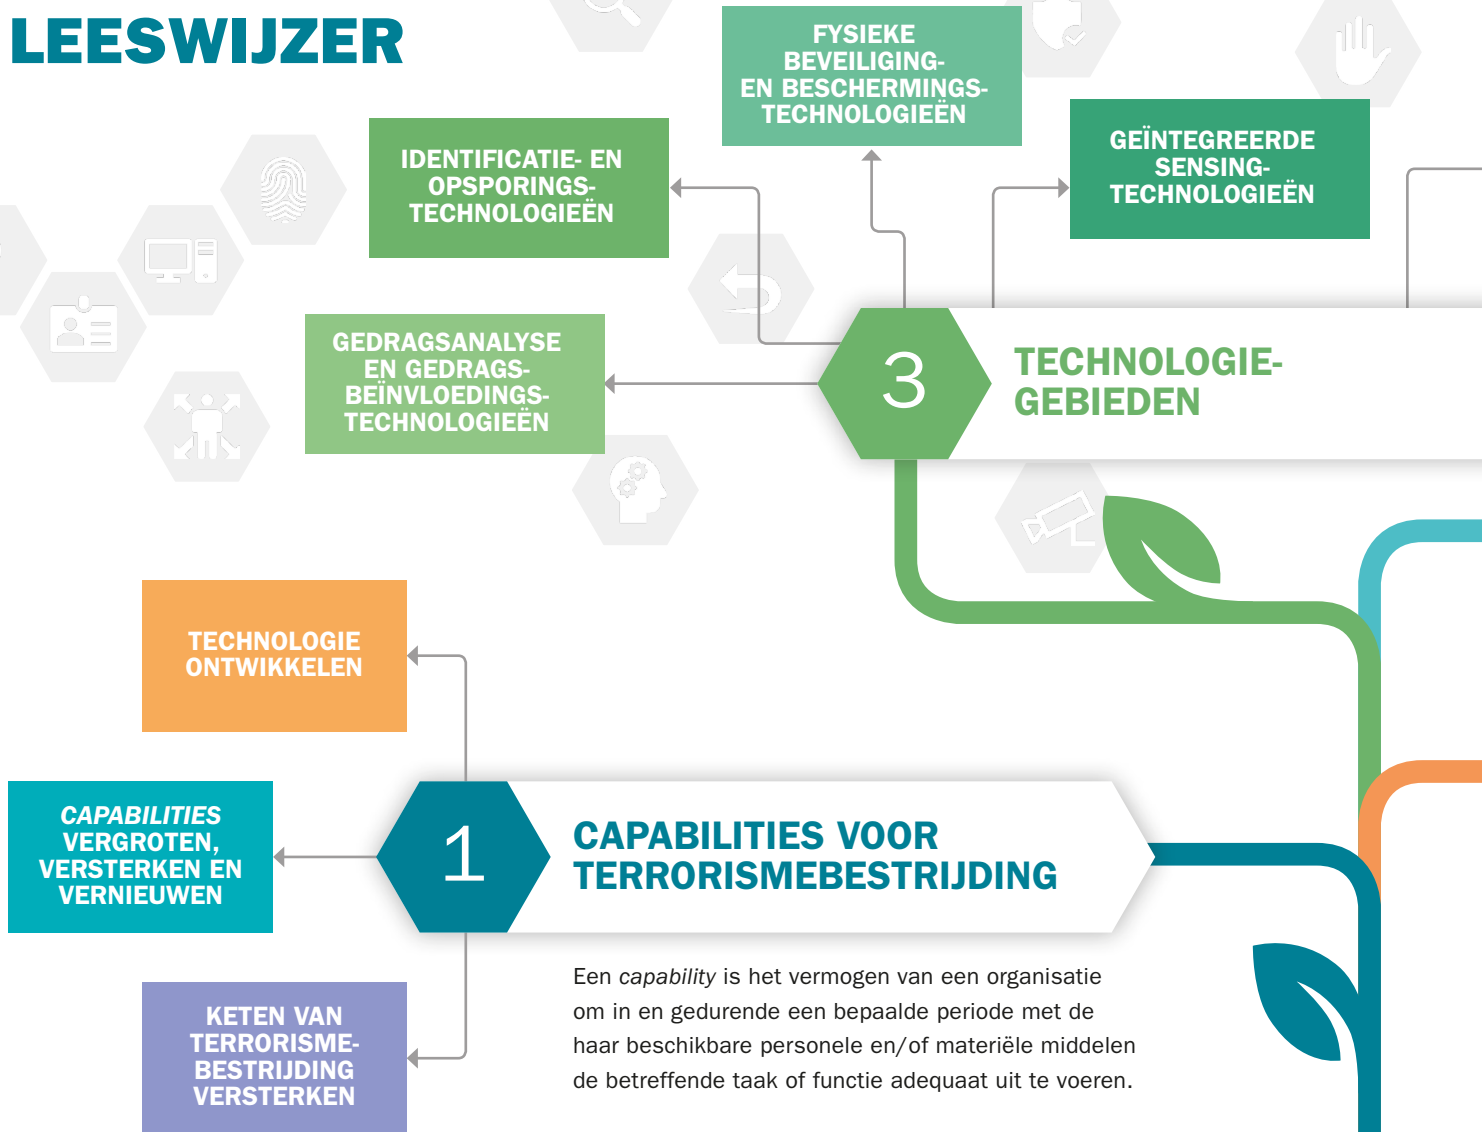 LEESWIJZER
FYSIEKE
BEVEILIGING-
EN BESCHERMINGS-
TECHNOLOGIEËN
IDENTIFICATIE- EN
OPSPORINGS-
TECHNOLOGIEËN
GEÏNTEGREERDE
SENSING-
TECHNOLOGIEËN
GEDRAGSANALYSE
EN GEDRAGS-
BEÏNVLOEDINGS-
TECHNOLOGIEËN
3
TECHNOLOGIE-
GEBIEDEN
TECHNOLOGIE
ONTWIKKELEN
CAPABILITIES
VERGROTEN,
VERSTERKEN EN
VERNIEUWEN
1
CAPABILITIES VOOR
TERRORISMEBESTRIJDING
KETEN VAN
TERRORISME-
BESTRIJDING
VERSTERKEN
Een capability is het vermogen van een organisatie
om in en gedurende een bepaalde periode met de
haar beschikbare personele en/of materiële middelen
de betreffende taak of functie adequaat uit te voeren.